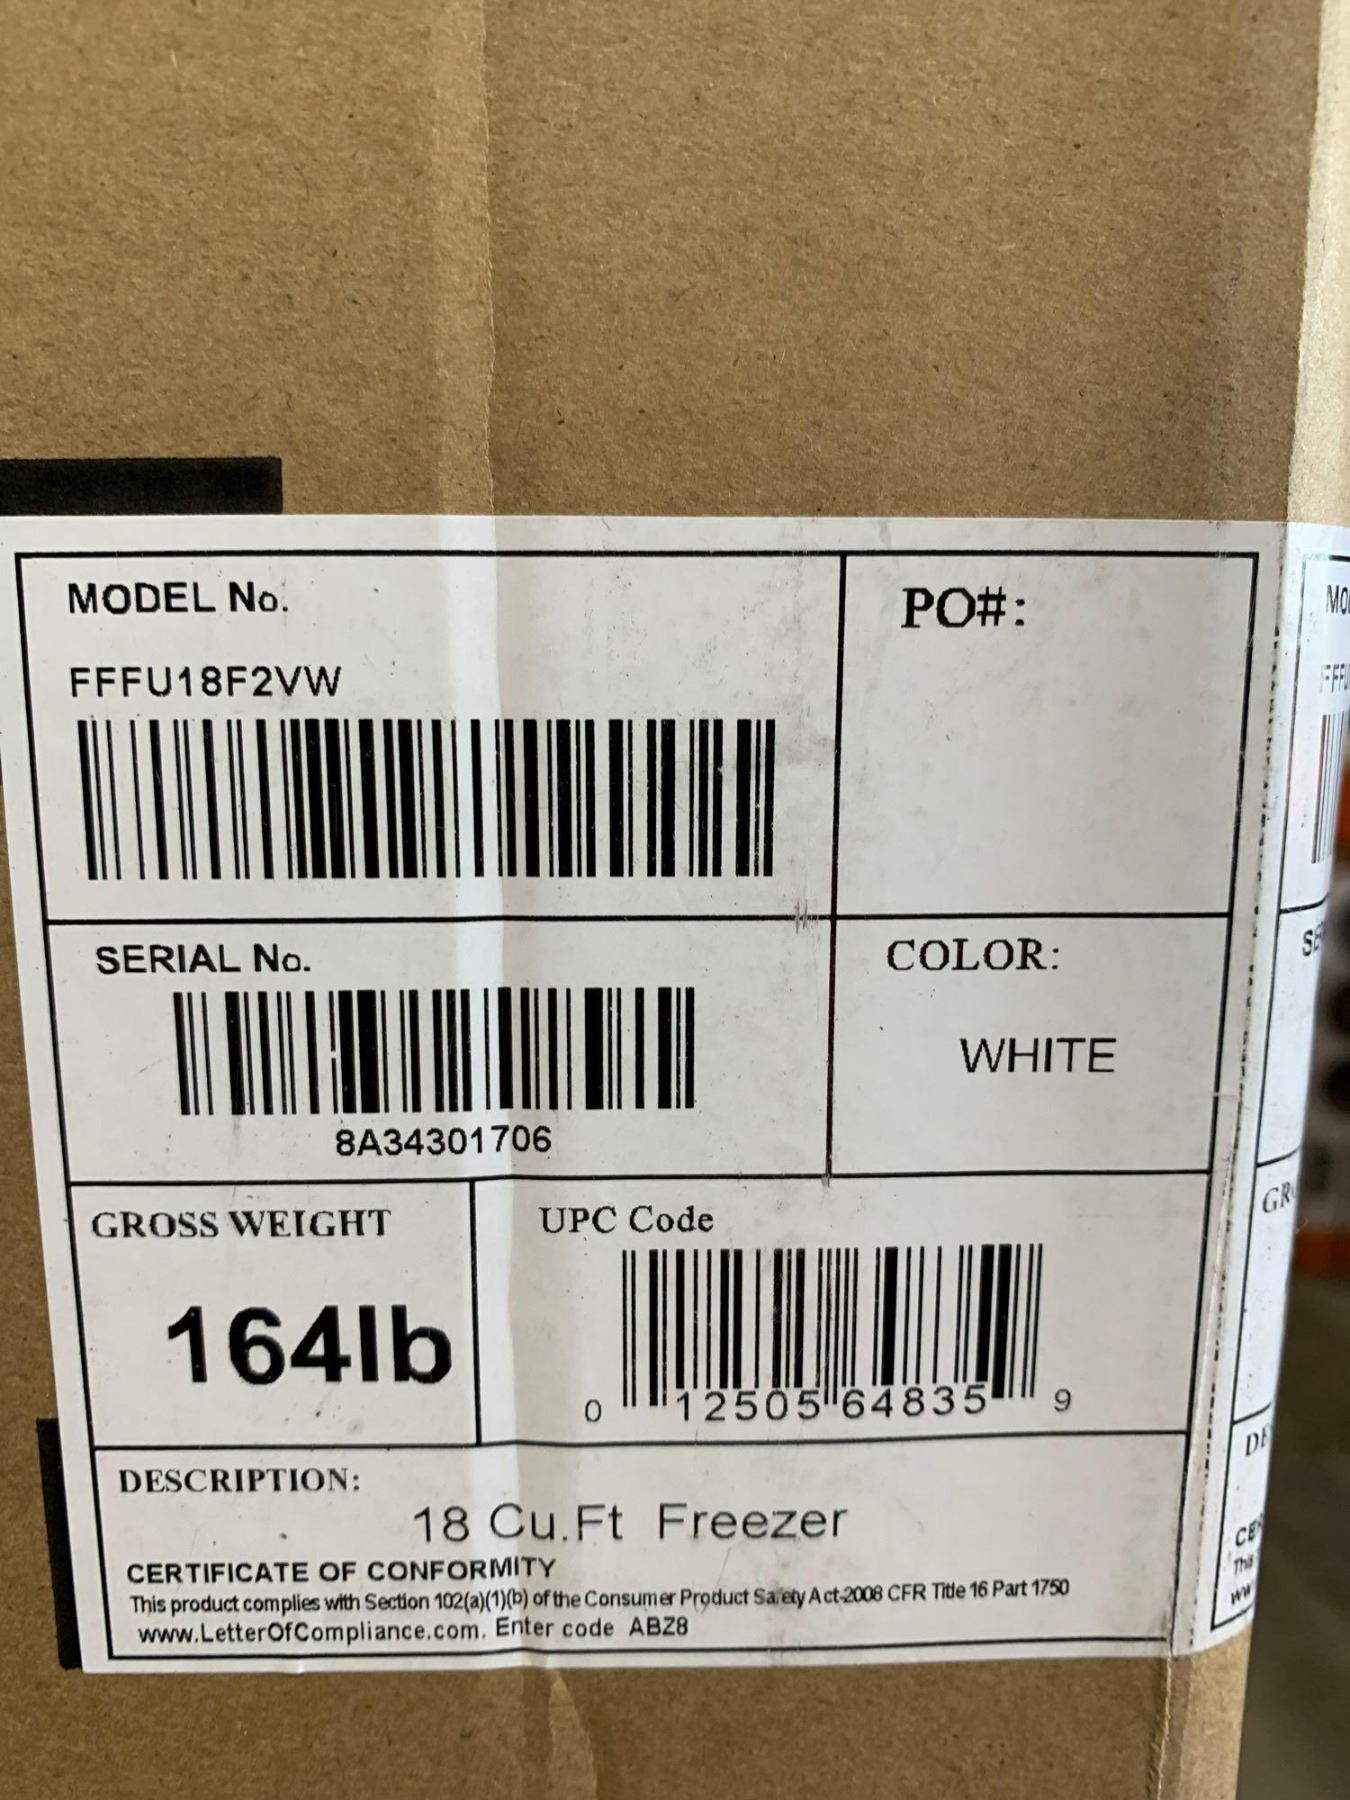 MODEL No.
FFFU18F2VW
PO#:
SERIAL No.
8A34301706
COLOR:
WHITE
GROSS WEIGHT
164lb
UPC Code
0 12505 64835 9
DESCRIPTION:
18 Cu.Ft Freezer
CERTIFICATE OF CONFORMITY
This product complies with Section 102(a)(1)(b) of the Consumer Product Safety Act-2008 CFR Title 16 Part 1750
www.LetterOfCompliance.com. Enter code ABZ8